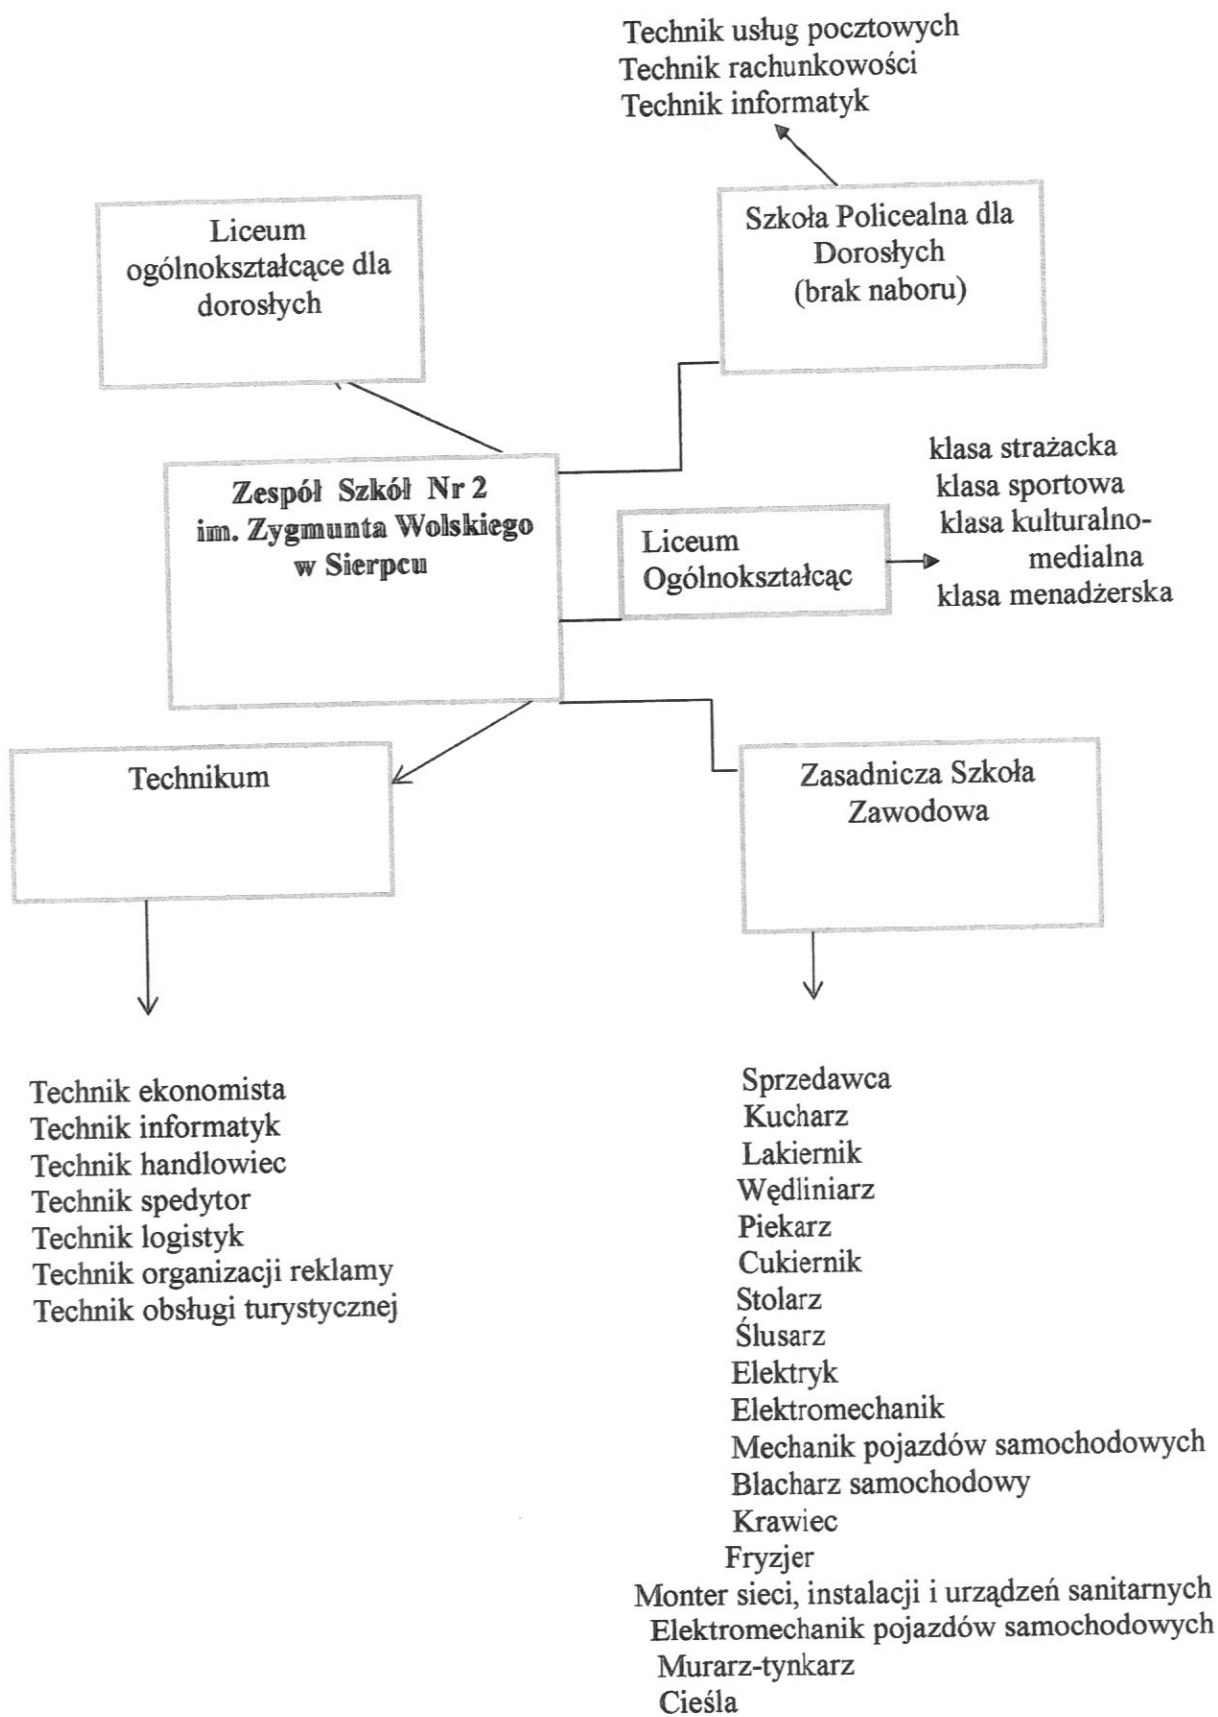 Technik usług pocztowych
Technik rachunkowości
Technik informatyk
Liceum
ogólnokształcące dla
dorosłych
Szkoła Policealna dla
Dorosłych
(brak naboru)
Zespół Szkół Nr 2
im. Zygmunta Wolskiego
w Sierpcu
Liceum
Ogólnokształcąc
klasa strażacka
klasa sportowa
klasa kulturalno-
medialna
klasa menadżerska
Technikum
Zasadnicza Szkoła
Zawodowa
Technik ekonomista
Technik informatyk
Technik handlowiec
Technik spedytor
Technik logistyk
Technik organizacji reklamy
Technik obsługi turystycznej
Sprzedawca
Kucharz
Lakiernik
Wędliniarz
Piekarz
Cukiernik
Stolarz
Ślusarz
Elektryk
Elektromechanik
Mechanik pojazdów samochodowych
Blacharz samochodowy
Krawiec
Fryzjer
Monter sieci, instalacji i urządzeń sanitarnych
Elektromechanik pojazdów samochodowych
Murarz-tynkarz
Cieśla